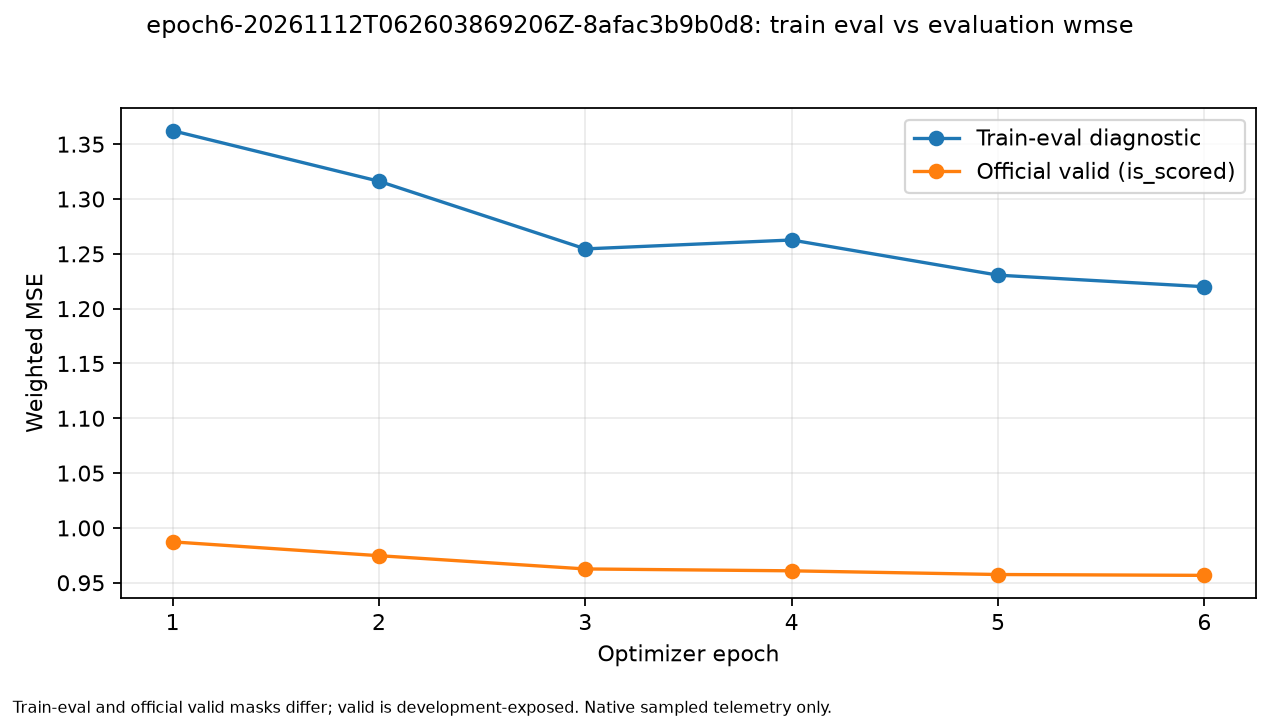 epoch6-20261112T062603869206Z-8afac3b9b0d8: train eval vs evaluation wmse
Train-eval diagnostic
Official valid (is_scored)
Weighted MSE
1.35
1.30
1.25
1.20
1.15
1.10
1.05
1.00
0.95
1 2 3 4 5 6
Optimizer epoch
Train-eval and official valid masks differ; valid is development-exposed. Native sampled telemetry only.